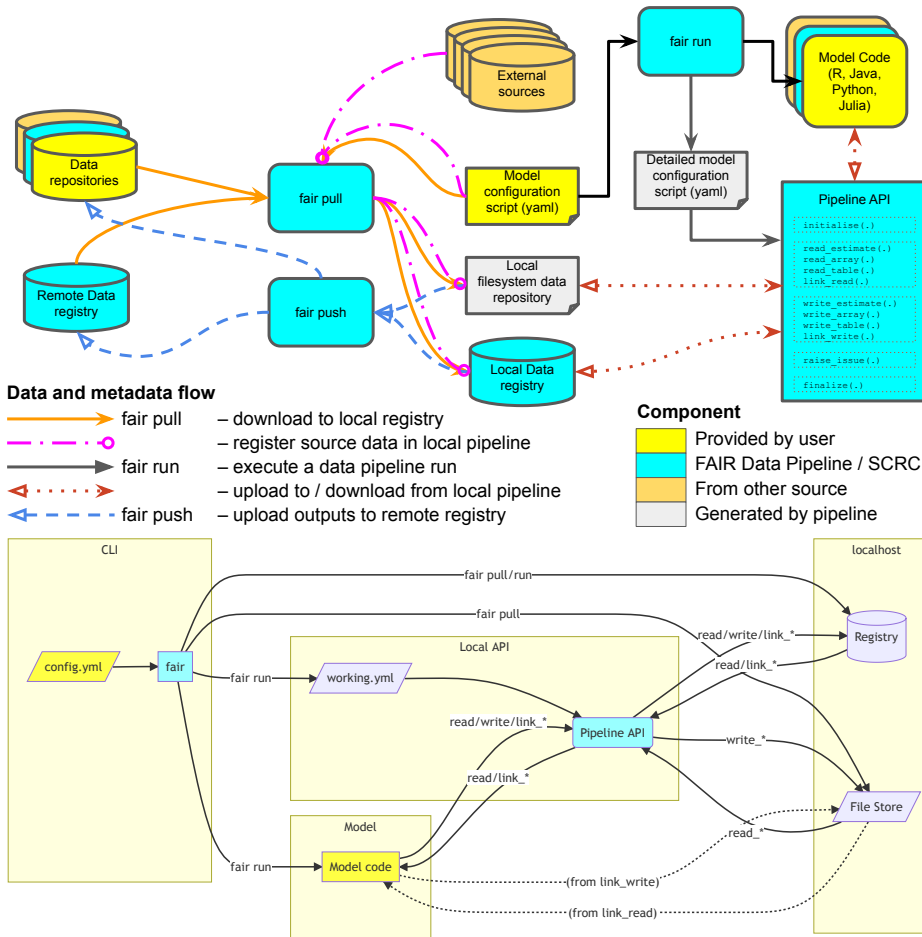 External
sources
fair run
Model Code
(R, Java,
Python,
Julia)
Data
repositories
fair pull
Model
configuration
script (yaml)
Detailed model
configuration
script (yaml)
Pipeline API
initialise(.)
read_estimate(.)
read_array(.)
read_table(.)
link_read(.)
write_estimate(.)
write_array(.)
write_table(.)
link_write(.)
raise_issue(.)
finalize(.)
Remote Data
registry
fair push
Local
filesystem data
repository
Local Data
registry
Data and metadata flow
fair pull – download to local registry
– register source data in local pipeline
fair run – execute a data pipeline run
– upload to / download from local pipeline
fair push – upload outputs to remote registry
Component
Provided by user
FAIR Data Pipeline / SCRC
From other source
Generated by pipeline
CLI
localhost
fair pull/run
fair pull
Registry
Local API
read/write/link_*
config.yml
fair
read/link_*
fair run
working.yml
read/write/link_*
Pipeline API
write_*
read/link_*
File Store
Model
read_*
fair run
Model code
(from link_write)
(from link_read)